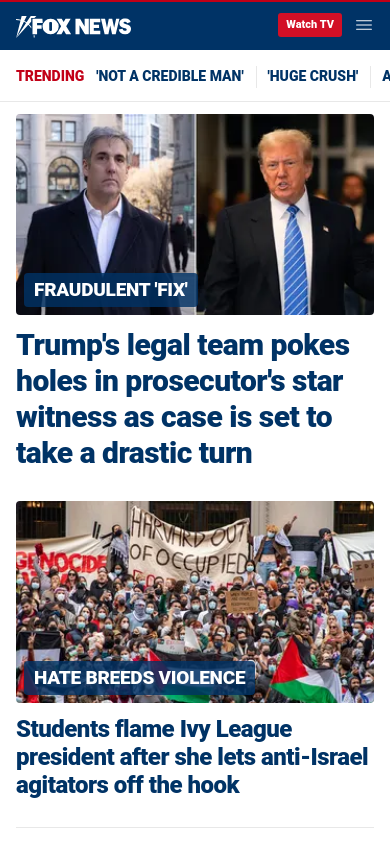 FOX NEWS
Watch TV
TRENDING 'NOT A CREDIBLE MAN' 'HUGE CRUSH' A
FRAUDULENT 'FIX'
Trump's legal team pokes
holes in prosecutor's star
witness as case is set to
take a drastic turn
HARVARD OUT
OF OCCUPIED
GENOCIDE
HATE BREEDS VIOLENCE
Students flame Ivy League
president after she lets anti-Israel
agitators off the hook